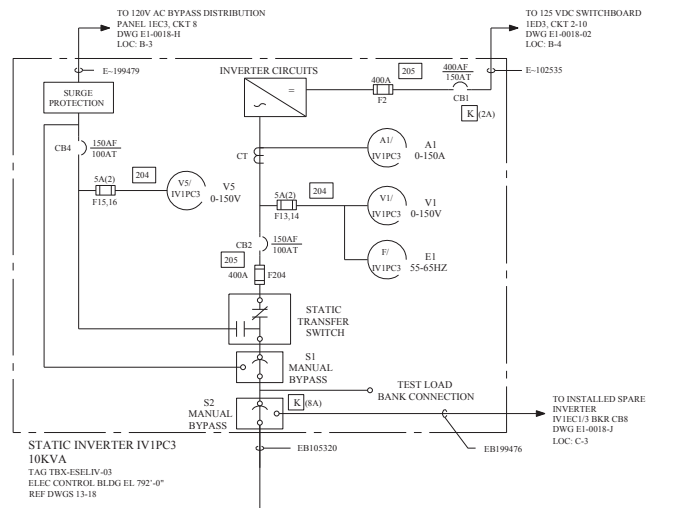 TO 120V AC BYPASS DISTRIBUTION
PANEL 1EC3, CKT 8
DWG E1-0018-H
LOC: B-3
TO 125 VDC SWITCHBOARD
1ED3, CKT 2-10
DWG E1-0018-02
LOC: B-4
E~199479
INVERTER CIRCUITS
E~102535
SURGE
PROTECTION
=
400A
F2
205
400AF
150AT
CB1
K (2A)
CB4
150AF
100AT
CT
A1/
IV1PC3
A1
0-150A
5A(2)
F15,16
204
V5/
IV1PC3
V5
0-150V
5A(2)
F13,14
204
V1/
IV1PC3
V1
0-150V
CB2
150AF
100AT
F/
IV1PC3
E1
55-65HZ
205
400A
F204
STATIC
TRANSFER
SWITCH
S1
MANUAL
BYPASS
TEST LOAD
BANK CONNECTION
S2
MANUAL
BYPASS
K (8A)
TO INSTALLED SPARE
INVERTER
IV1EC1/3 BKR CB8
DWG E1-0018-J
LOC: C-3
EB105320
EB199476
STATIC INVERTER IV1PC3
10KVA
TAG TBX-ESELIV-03
ELEC CONTROL BLDG EL 792'-0"
REF DWGS 13-18